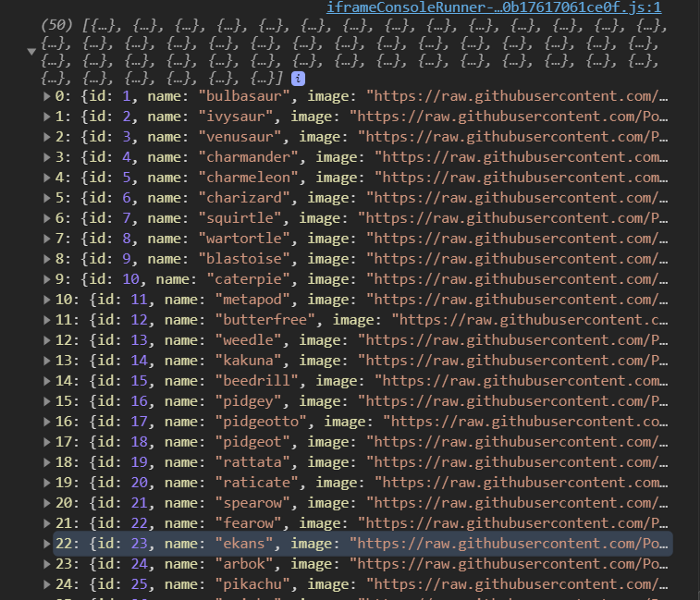 iframeConsoleRunner-…0b17617061ce0f.js:1
(50) [{…}, {…}, {…}, {…}, {…}, {…}, {…}, {…}, {…}, {…}, {…}, {…}, {…},
{…}, {…}, {…}, {…}, {…}, {…}, {…}, {…}, {…}, {…}, {…}, {…}, {…}, {…},
{…}, {…}, {…}, {…}, {…}, {…}, {…}, {…}, {…}, {…}, {…}, {…}, {…}, {…},
{…}, {…}, {…}, {…}, {…}, {…}] i
0: {id: 1, name: "bulbasaur", image: "https://raw.githubusercontent.com/…
1: {id: 2, name: "ivysaur", image: "https://raw.githubusercontent.com/Po…
2: {id: 3, name: "venusaur", image: "https://raw.githubusercontent.com/P…
3: {id: 4, name: "charmander", image: "https://raw.githubusercontent.com…
4: {id: 5, name: "charmeleon", image: "https://raw.githubusercontent.com…
5: {id: 6, name: "charizard", image: "https://raw.githubusercontent.com/…
6: {id: 7, name: "squirtle", image: "https://raw.githubusercontent.com/P…
7: {id: 8, name: "wartortle", image: "https://raw.githubusercontent.com/…
8: {id: 9, name: "blastoise", image: "https://raw.githubusercontent.com/…
9: {id: 10, name: "caterpie", image: "https://raw.githubusercontent.com/…
10: {id: 11, name: "metapod", image: "https://raw.githubusercontent.com/…
11: {id: 12, name: "butterfree", image: "https://raw.githubusercontent.c…
12: {id: 13, name: "weedle", image: "https://raw.githubusercontent.com/P…
13: {id: 14, name: "kakuna", image: "https://raw.githubusercontent.com/P…
14: {id: 15, name: "beedrill", image: "https://raw.githubusercontent.com…
15: {id: 16, name: "pidgey", image: "https://raw.githubusercontent.com/P…
16: {id: 17, name: "pidgeotto", image: "https://raw.githubusercontent.co…
17: {id: 18, name: "pidgeot", image: "https://raw.githubusercontent.com/…
18: {id: 19, name: "rattata", image: "https://raw.githubusercontent.com/…
19: {id: 20, name: "raticate", image: "https://raw.githubusercontent.com…
20: {id: 21, name: "spearow", image: "https://raw.githubusercontent.com/…
21: {id: 22, name: "fearow", image: "https://raw.githubusercontent.com/P…
22: {id: 23, name: "ekans", image: "https://raw.githubusercontent.com/Po…
23: {id: 24, name: "arbok", image: "https://raw.githubusercontent.com/Po…
24: {id: 25, name: "pikachu", image: "https://raw.githubusercontent.com/…